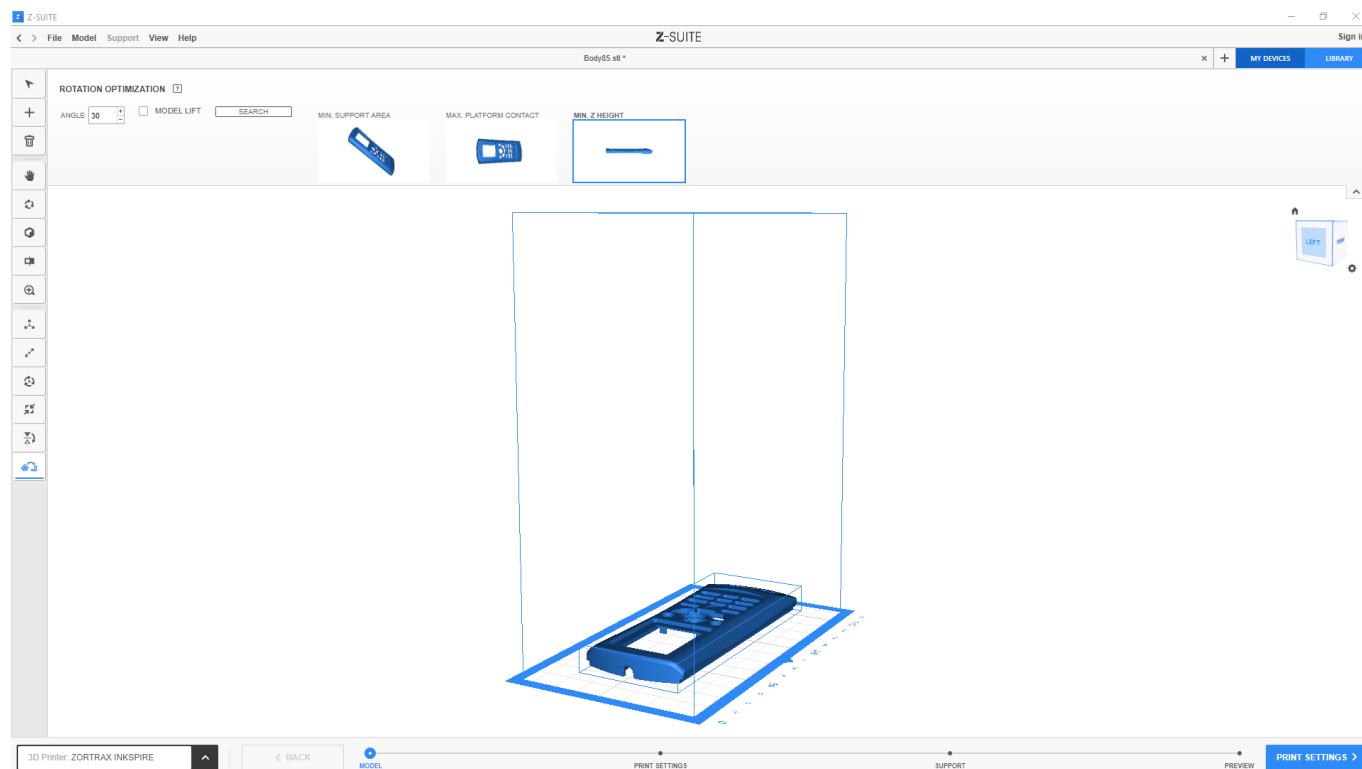 Z Z-SUITE
File Model Support View Help
Z-SUITE
Sign in
Body85.stl *
MY DEVICES
LIBRARY
ROTATION OPTIMIZATION ?
ANGLE 30
MODEL LIFT
SEARCH
MIN. SUPPORT AREA
MAX. PLATFORM CONTACT
MIN. Z HEIGHT
LEFT
3D Printer: ZORTRAX INKSPIRE
BACK
MODEL
PRINT SETTINGS
SUPPORT
PREVIEW
PRINT SETTINGS